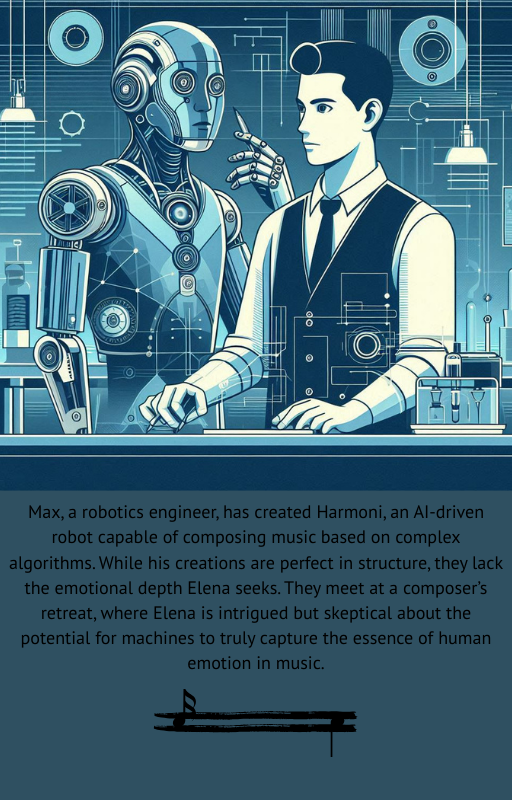 Max, a robotics engineer, has created Harmoni, an AI-driven
robot capable of composing music based on complex
algorithms. While his creations are perfect in structure, they lack
the emotional depth Elena seeks. They meet at a composer’s
retreat, where Elena is intrigued but skeptical about the
potential for machines to truly capture the essence of human
emotion in music.